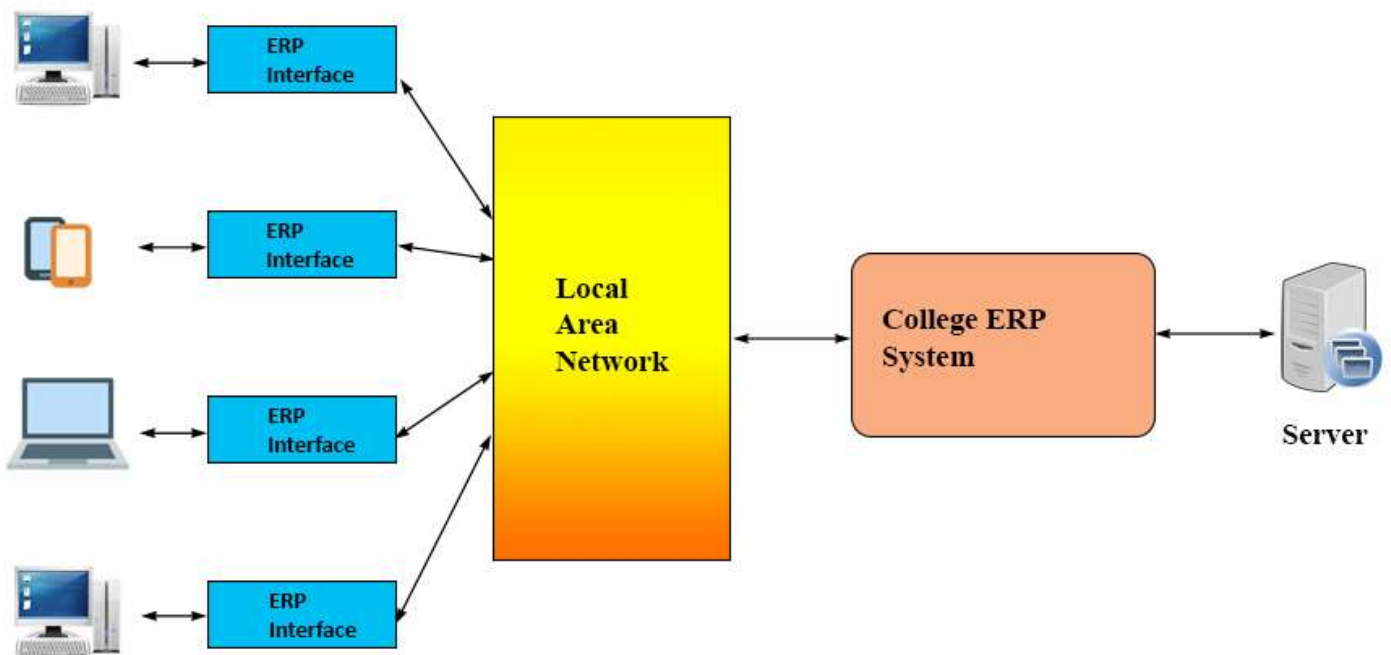 ERP
Interface
ERP
Interface
Local
Area
Network
College ERP
System
Server
ERP
Interface
ERP
Interface